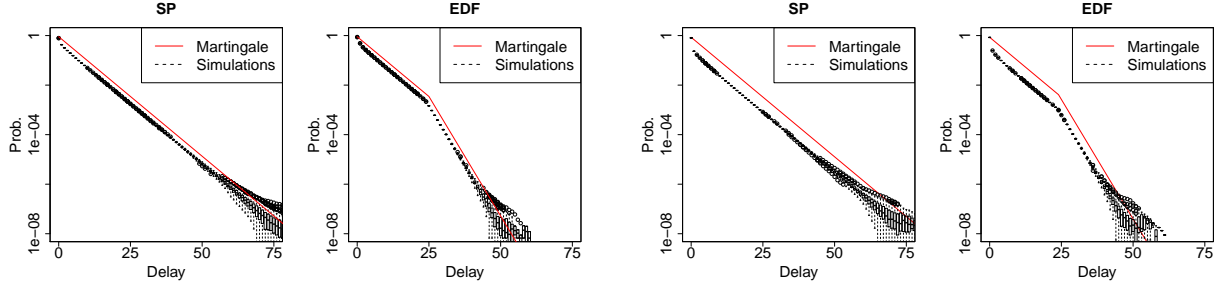 SP
Martingale
Simulations
Prob.
1
1e−04
1e−08
0
25
50
75
Delay
EDF
Martingale
Simulations
Prob.
1
1e−04
1e−08
0
25
50
75
Delay
SP
Martingale
Simulations
Prob.
1
1e−04
1e−08
0
25
50
75
Delay
EDF
Martingale
Simulations
Prob.
1
1e−04
1e−08
0
25
50
75
Delay